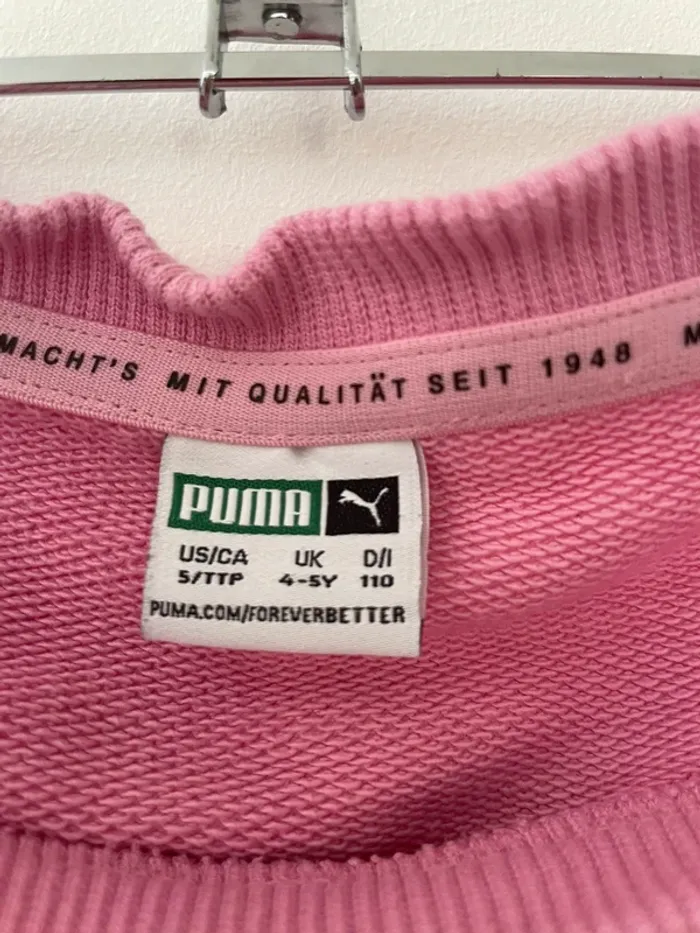 MACHT'S MIT QUALITÄT SEIT 1948 M
PUMA
US/CA UK D/I
5/TTP 4-5Y 110
PUMA.COM/FOREVERBETTER